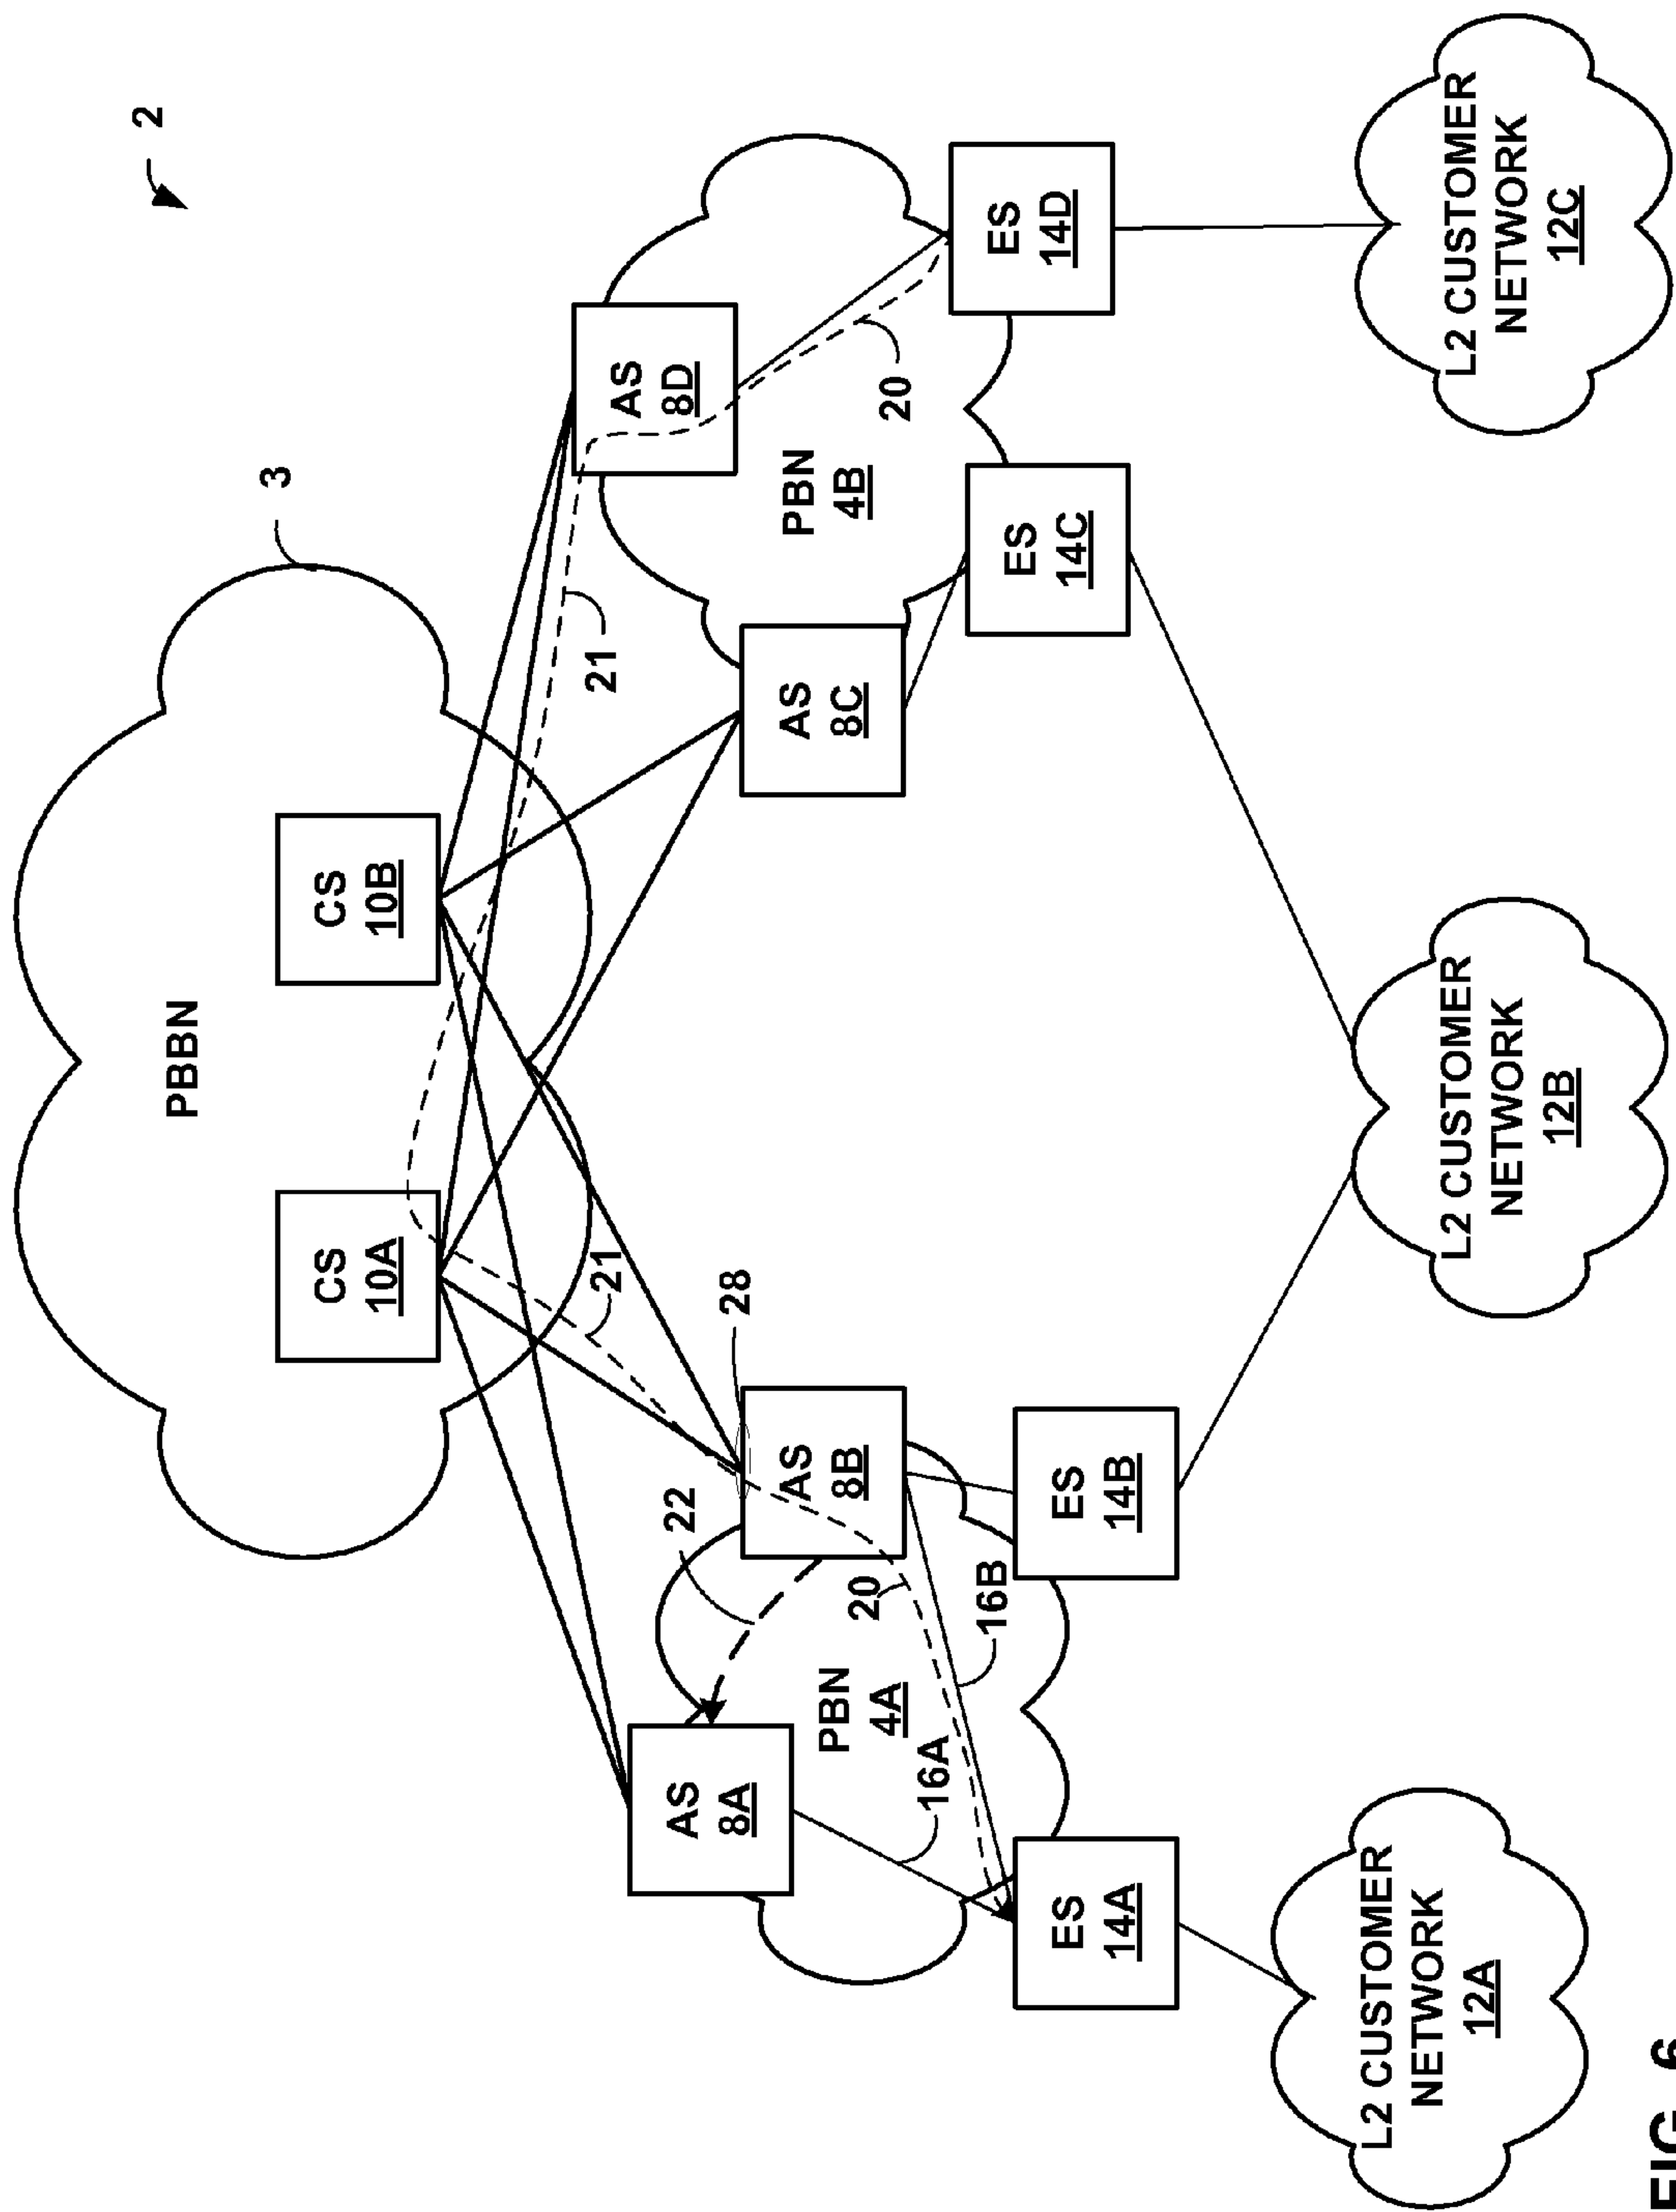 2
3
PBBN
CS
10A
CS
10B
21
21
28
22
AS
8A
AS
8B
AS
8C
AS
8D
PBN
4A
PBN
4B
20
20
16A
16B
ES
14A
ES
14B
ES
14C
ES
14D
L2 CUSTOMER
NETWORK
12A
L2 CUSTOMER
NETWORK
12B
L2 CUSTOMER
NETWORK
12C
FIG. 6